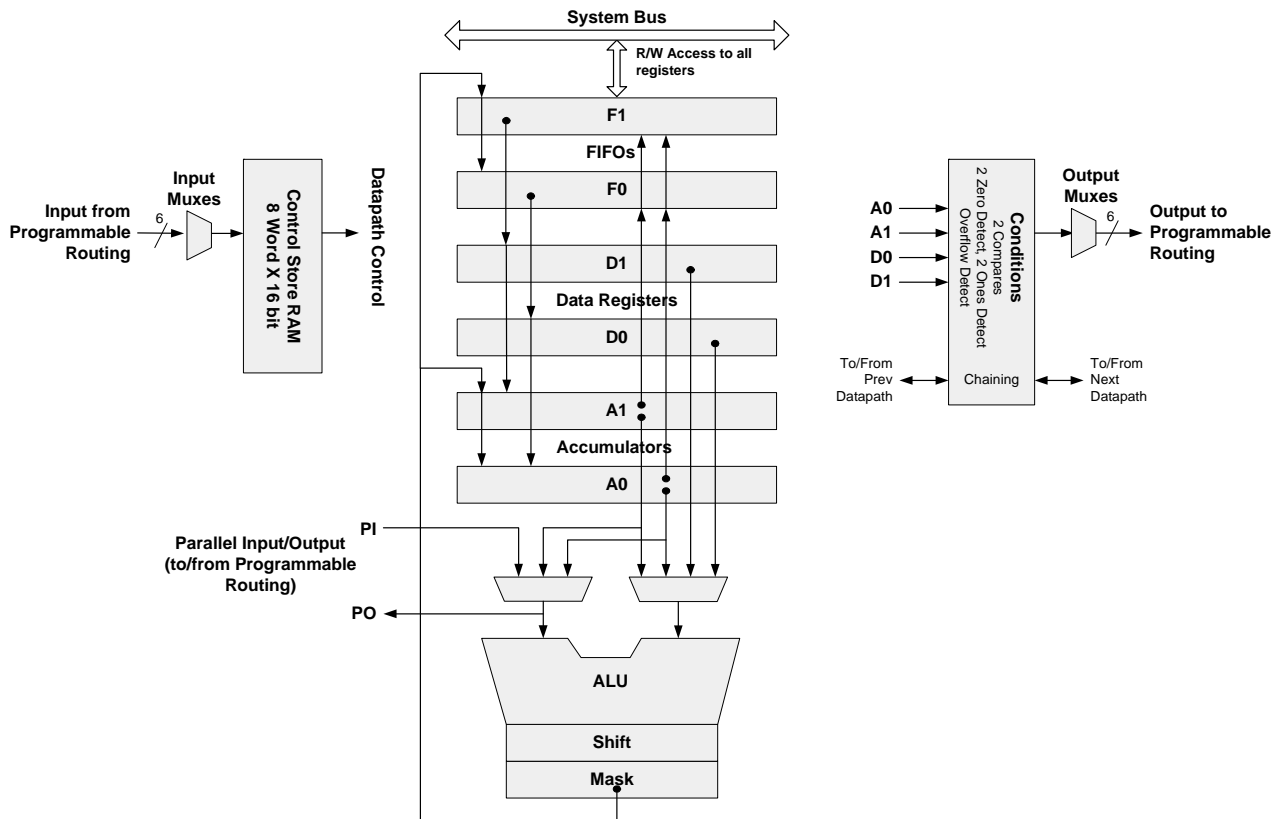 System Bus
R/W Access to all
registers
F1
FIFOs
F0
D1
Data Registers
D0
A1
Accumulators
A0
Input from
Programmable
Routing
6
Input
Muxes
Control Store RAM
8 Word X 16 bit
Datapath Control
PI
Parallel Input/Output
(to/from Programmable
Routing)
PO
ALU
Shift
Mask
A0
A1
D0
D1
Conditions
2 Compares
2 Zero Detect, 2 Ones Detect
Overflow Detect
Chaining
To/From
Prev
Datapath
To/From
Next
Datapath
Output
Muxes
6
Output to
Programmable
Routing